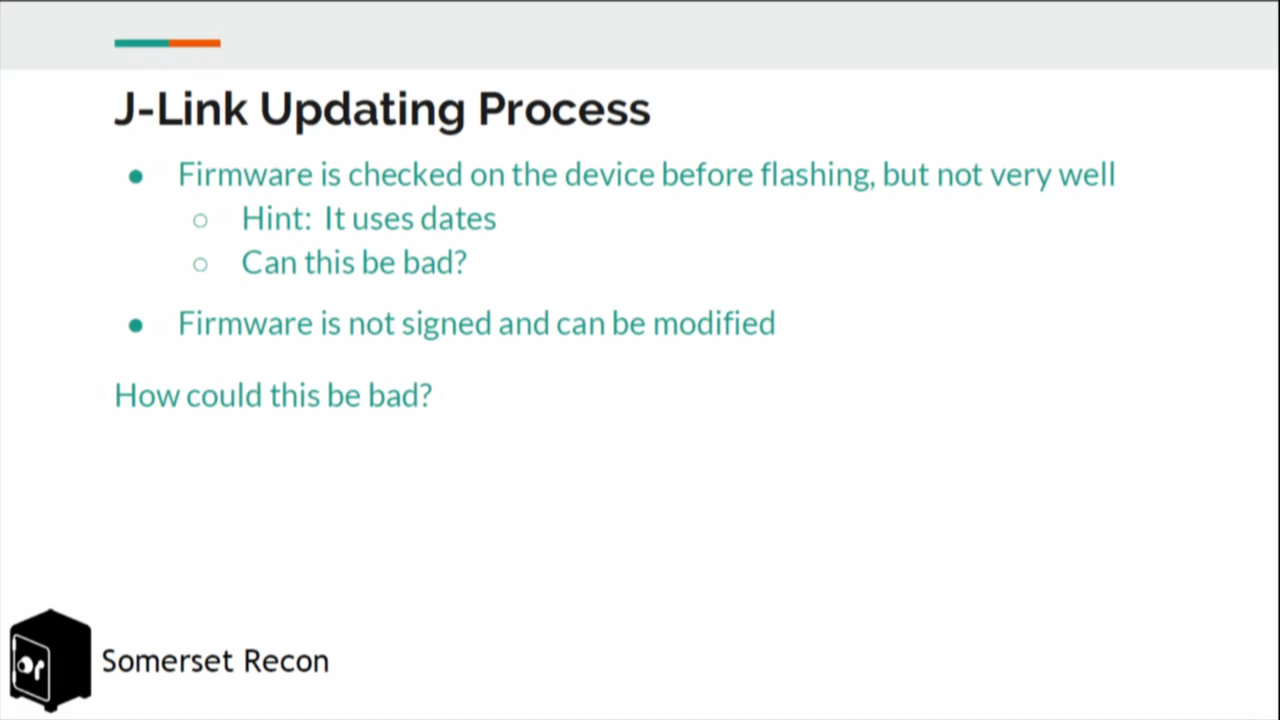 J-Link Updating Process
● Firmware is checked on the device before flashing, but not very well
○ Hint: It uses dates
○ Can this be bad?
● Firmware is not signed and can be modified
How could this be bad?
Somerset Recon